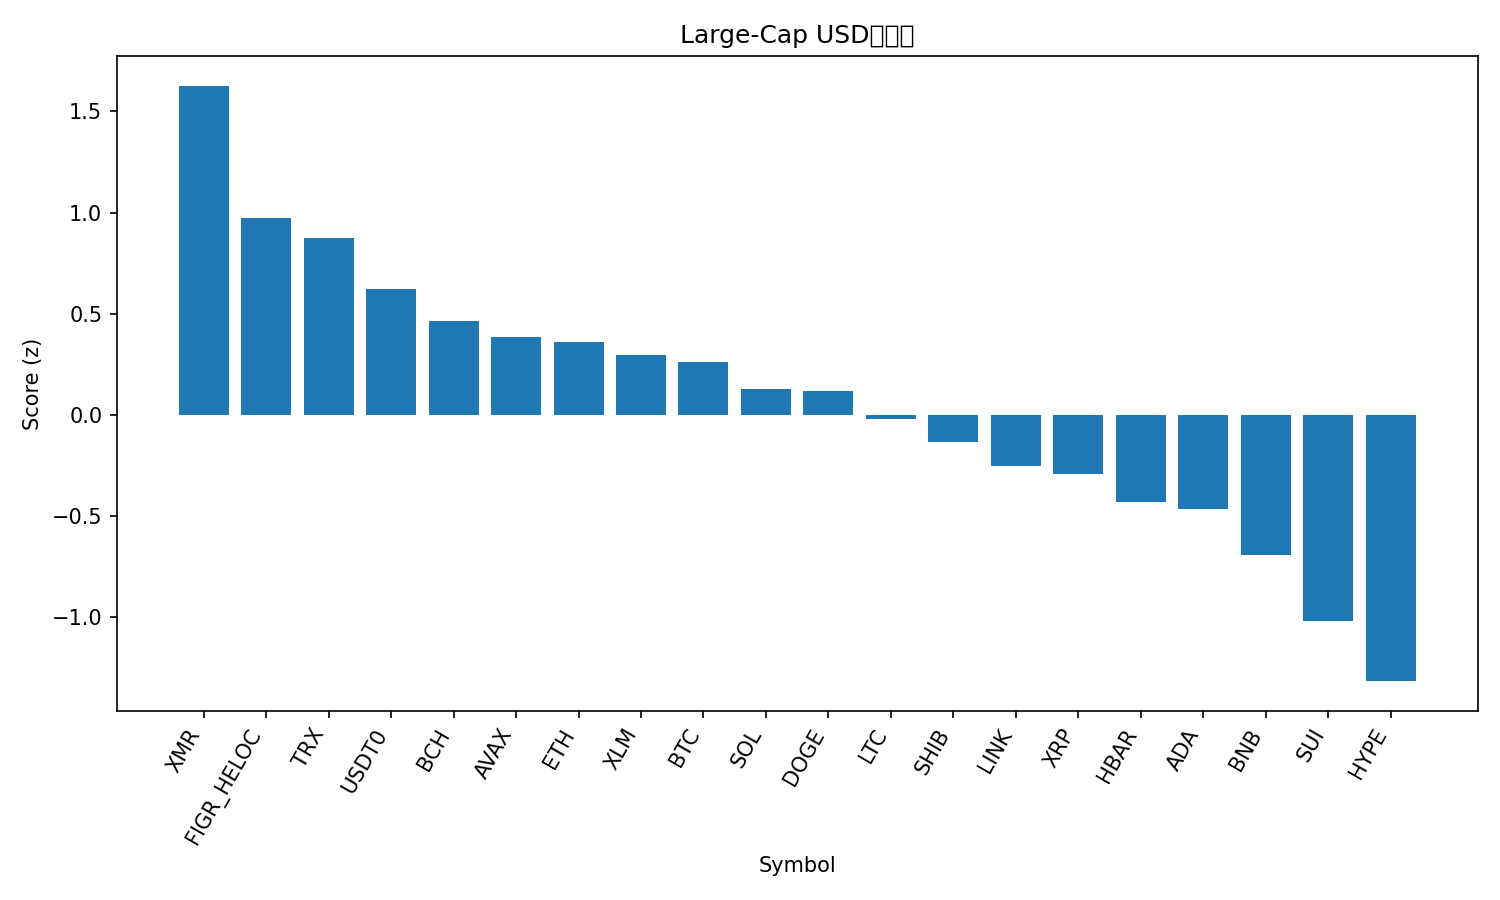 Large-Cap USD
Score (z)
1.5
1.0
0.5
0.0
−0.5
−1.0
XMR
FIGR_HELOC
TRX
USDT0
BCH
AVAX
ETH
XLM
BTC
SOL
DOGE
LTC
SHIB
LINK
XRP
HBAR
ADA
BNB
SUI
HYPE
Symbol